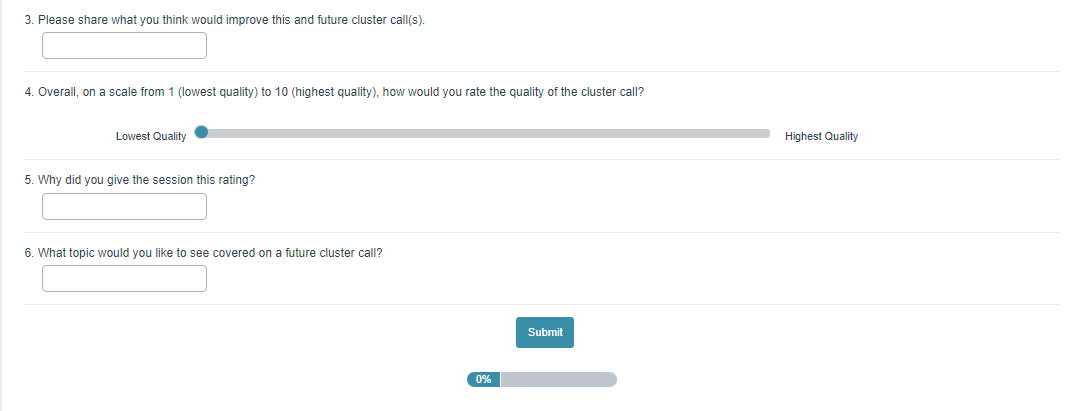 3. Please share what you think would improve this and future cluster call(s).
4. Overall, on a scale from 1 (lowest quality) to 10 (highest quality), how would you rate the quality of the cluster call?
Lowest Quality
Highest Quality
5. Why did you give the session this rating?
6. What topic would you like to see covered on a future cluster call?
Submit
0%